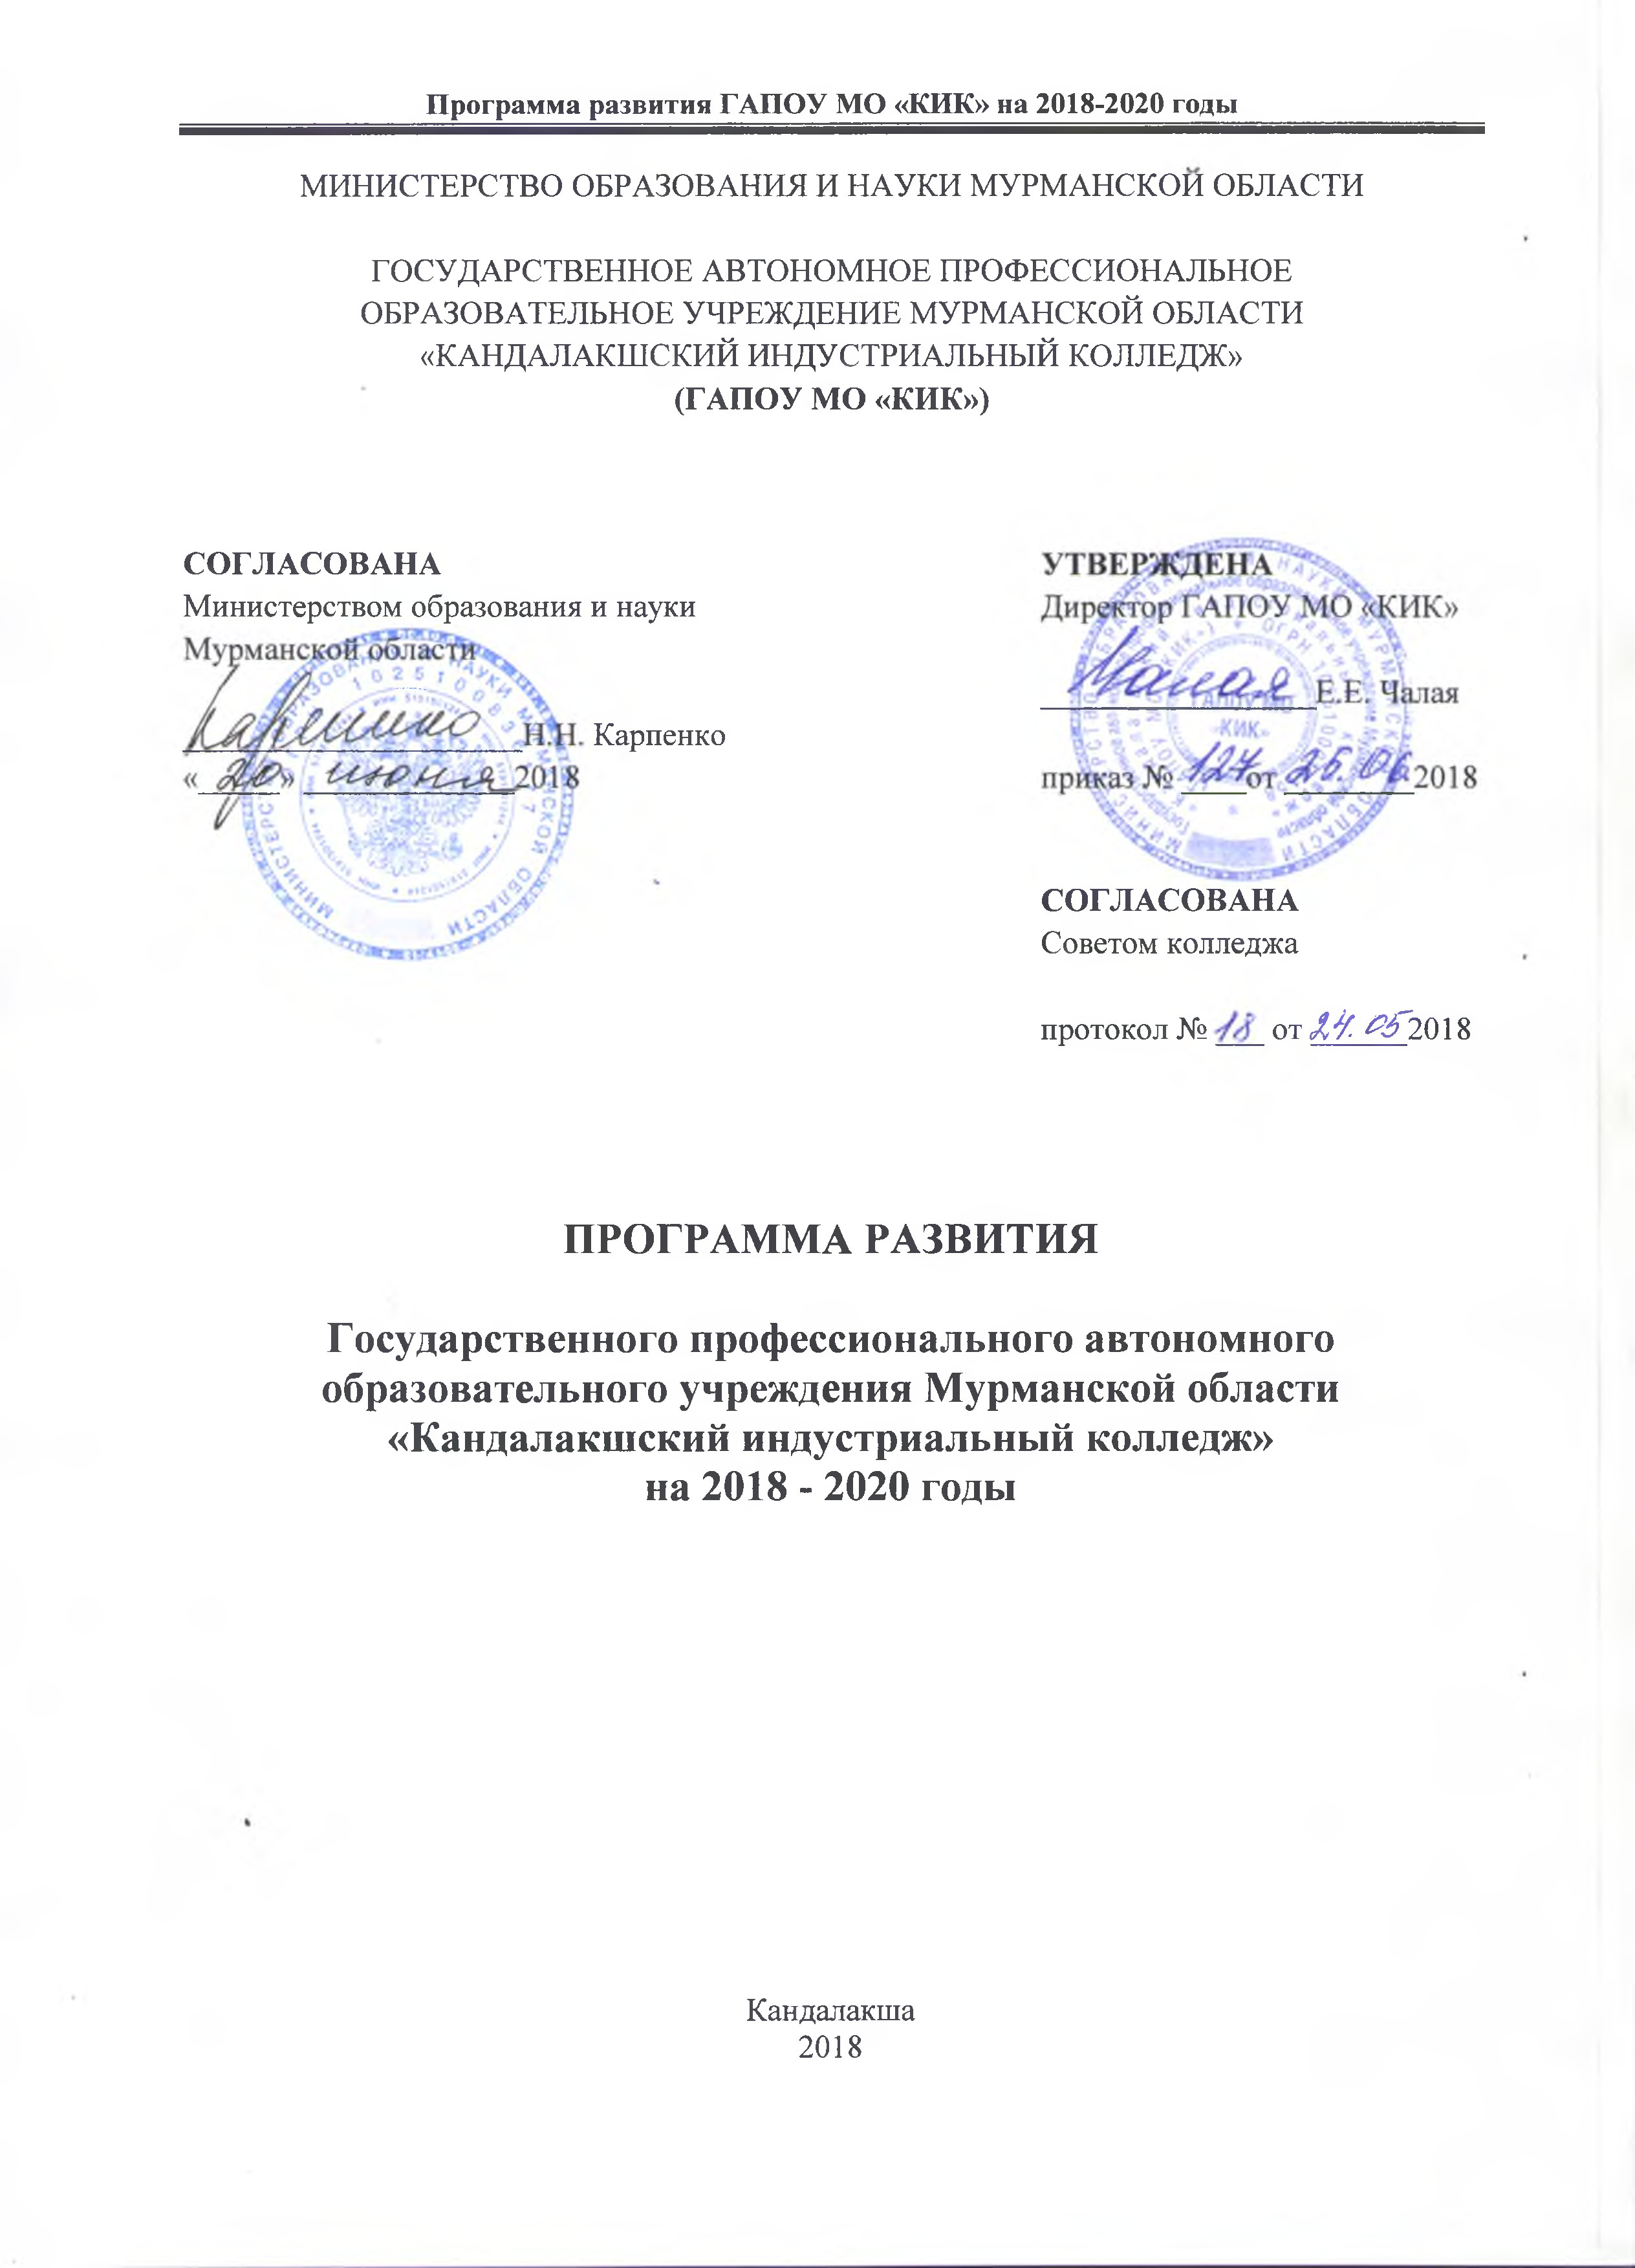 Программа развития ГАПОУ МО «КИК» на 2018-2020 годы
МИНИСТЕРСТВО ОБРАЗОВАНИЯ И НАУКИ МУРМАНСКОЙ ОБЛАСТИ
ГОСУДАРСТВЕННОЕ АВТОНОМНОЕ ПРОФЕССИОНАЛЬНОЕ
ОБРАЗОВАТЕЛЬНОЕ УЧРЕЖДЕНИЕ МУРМАНСКОЙ ОБЛАСТИ
«КАНДАЛАКШСКИЙ ИНДУСТРИАЛЬНЫЙ КОЛЛЕДЖ»
(ГАПОУ МО «КИК»)
СОГЛАСОВАНА
Министерством образования и науки
Мурманской области
Н.Н. Карпенко
«20» июня 2018
УТВЕРЖДЕНА
Директор ГАПОУ МО «КИК»
Е.Е. Чалая
приказ № 127 от 25.06.2018
СОГЛАСОВАНА
Советом колледжа
протокол № 18 от 24.05 2018
ПРОГРАММА РАЗВИТИЯ
Государственного профессионального автономного
образовательного учреждения Мурманской области
«Кандалакшский индустриальный колледж»
на 2018 - 2020 годы
Кандалакша
2018